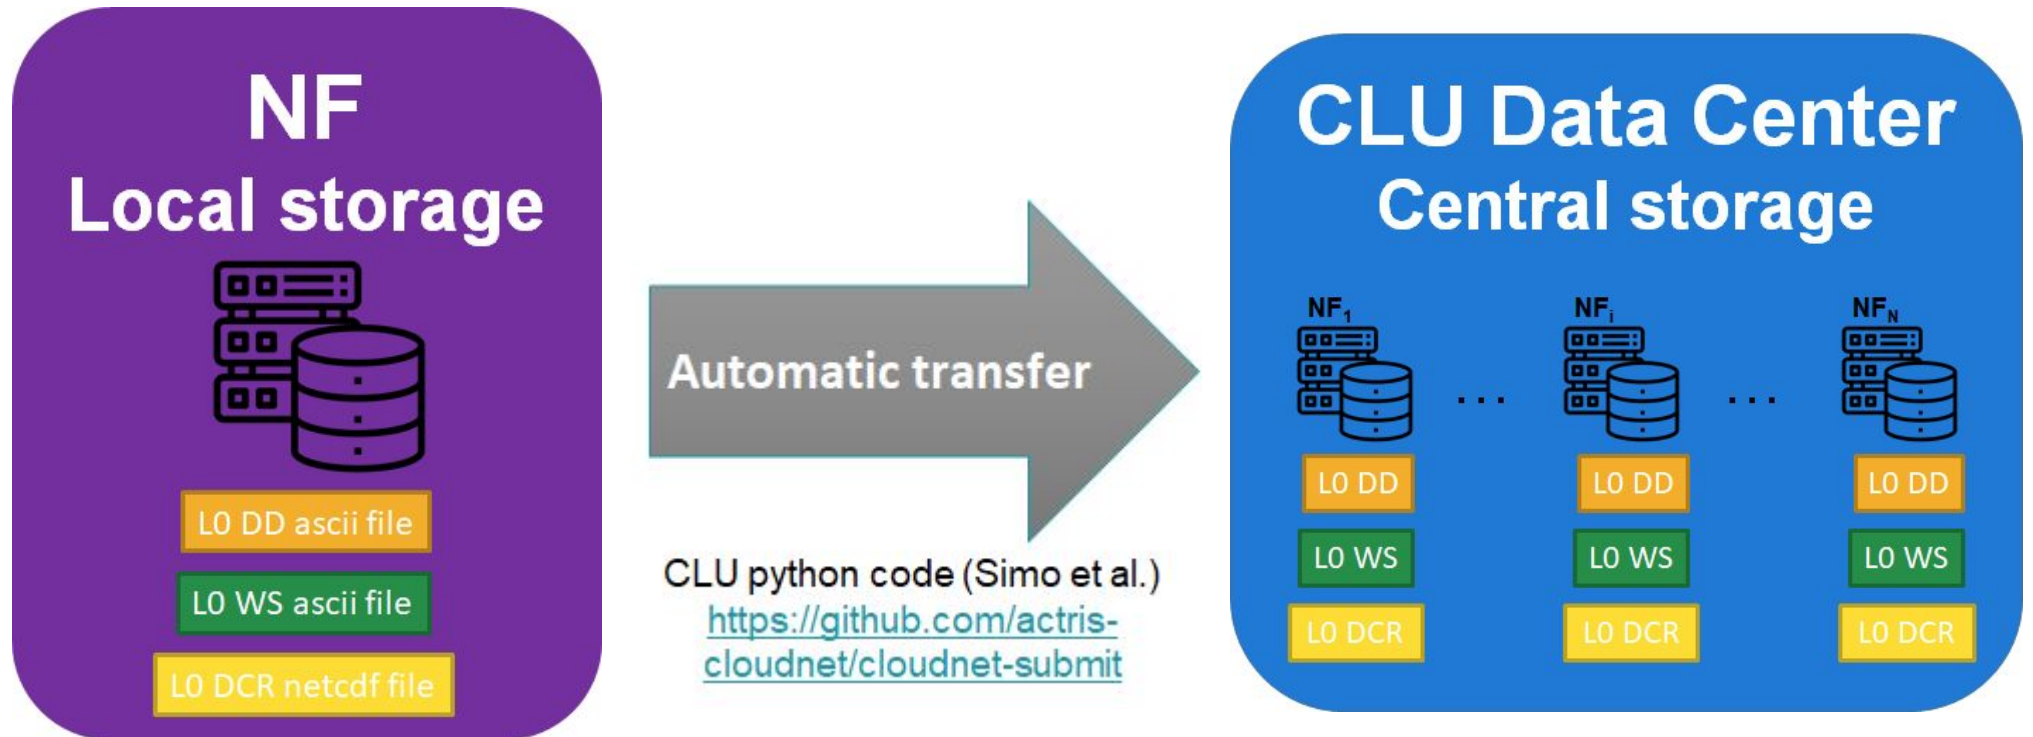 NF
Local storage
L0 DD ascii file
L0 WS ascii file
L0 DCR netcdf file
Automatic transfer
CLU python code (Simo et al.)
https://github.com/actris-
cloudnet/cloudnet-submit
CLU Data Center
Central storage
NF1 NFi NFN
... ...
L0 DD L0 DD L0 DD
L0 WS L0 WS L0 WS
L0 DCR L0 DCR L0 DCR